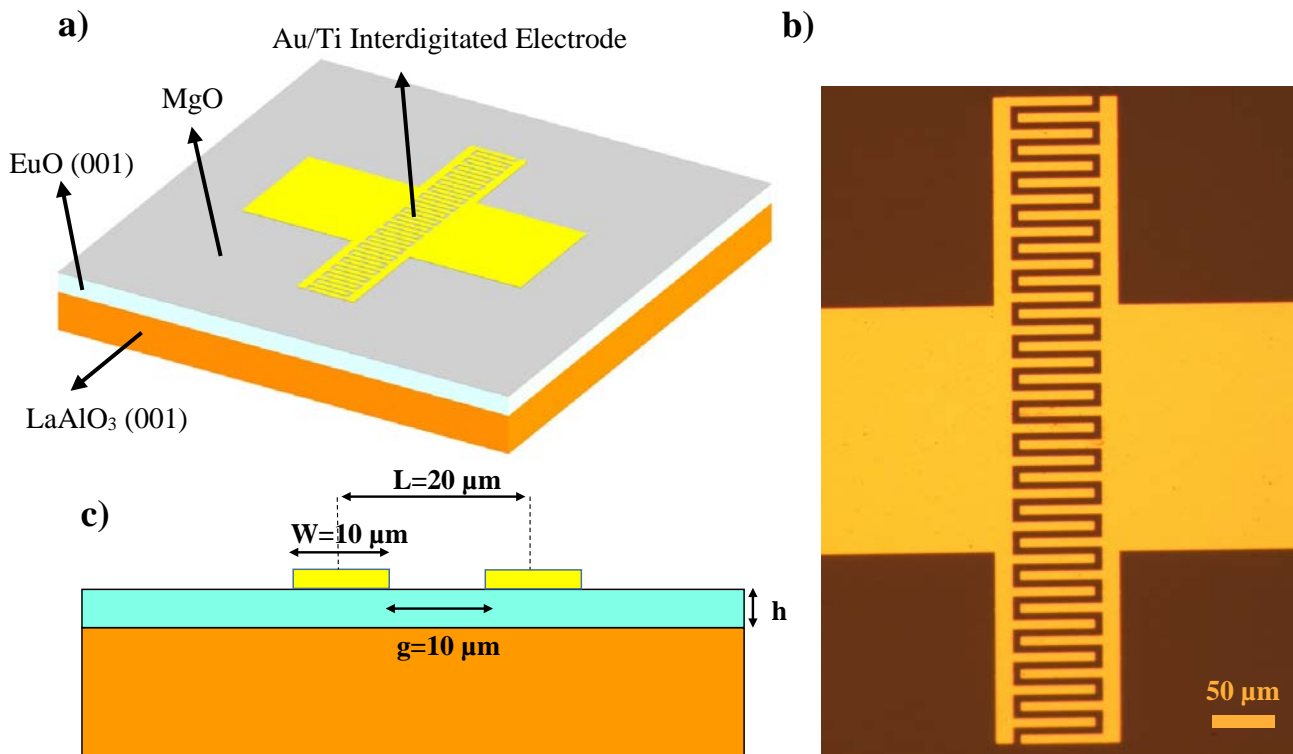 a)
Au/Ti Interdigitated Electrode
MgO
EuO (001)
LaAlO₃ (001)
b)
50 μm
c)
L=20 μm
W=10 μm
g=10 μm
h